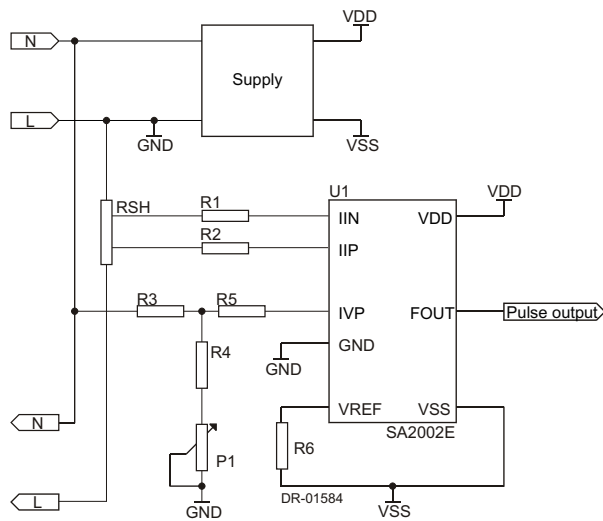 N
VDD
Supply
L
GND
VSS
U1
RSH
R1
IIN
VDD
VDD
R2
IIP
R3
R5
IVP
FOUT
Pulse output
R4
GND
GND
N
VREF
VSS
P1
R6
SA2002E
L
GND
DR-01584
VSS